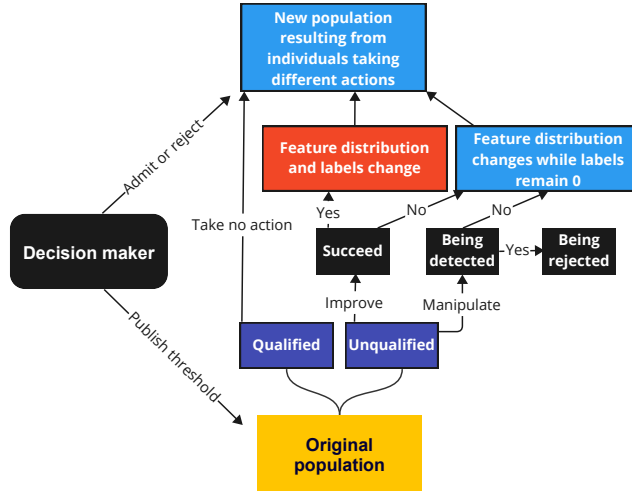 New population
resulting from
individuals taking
different actions
Admit or reject
Feature distribution
and labels change
Feature distribution
changes while labels
remain 0
Yes
No
No
Take no action
Decision maker
Succeed
Being
detected
Yes
Being
rejected
Improve
Manipulate
Publish threshold
Qualified
Unqualified
Original
population